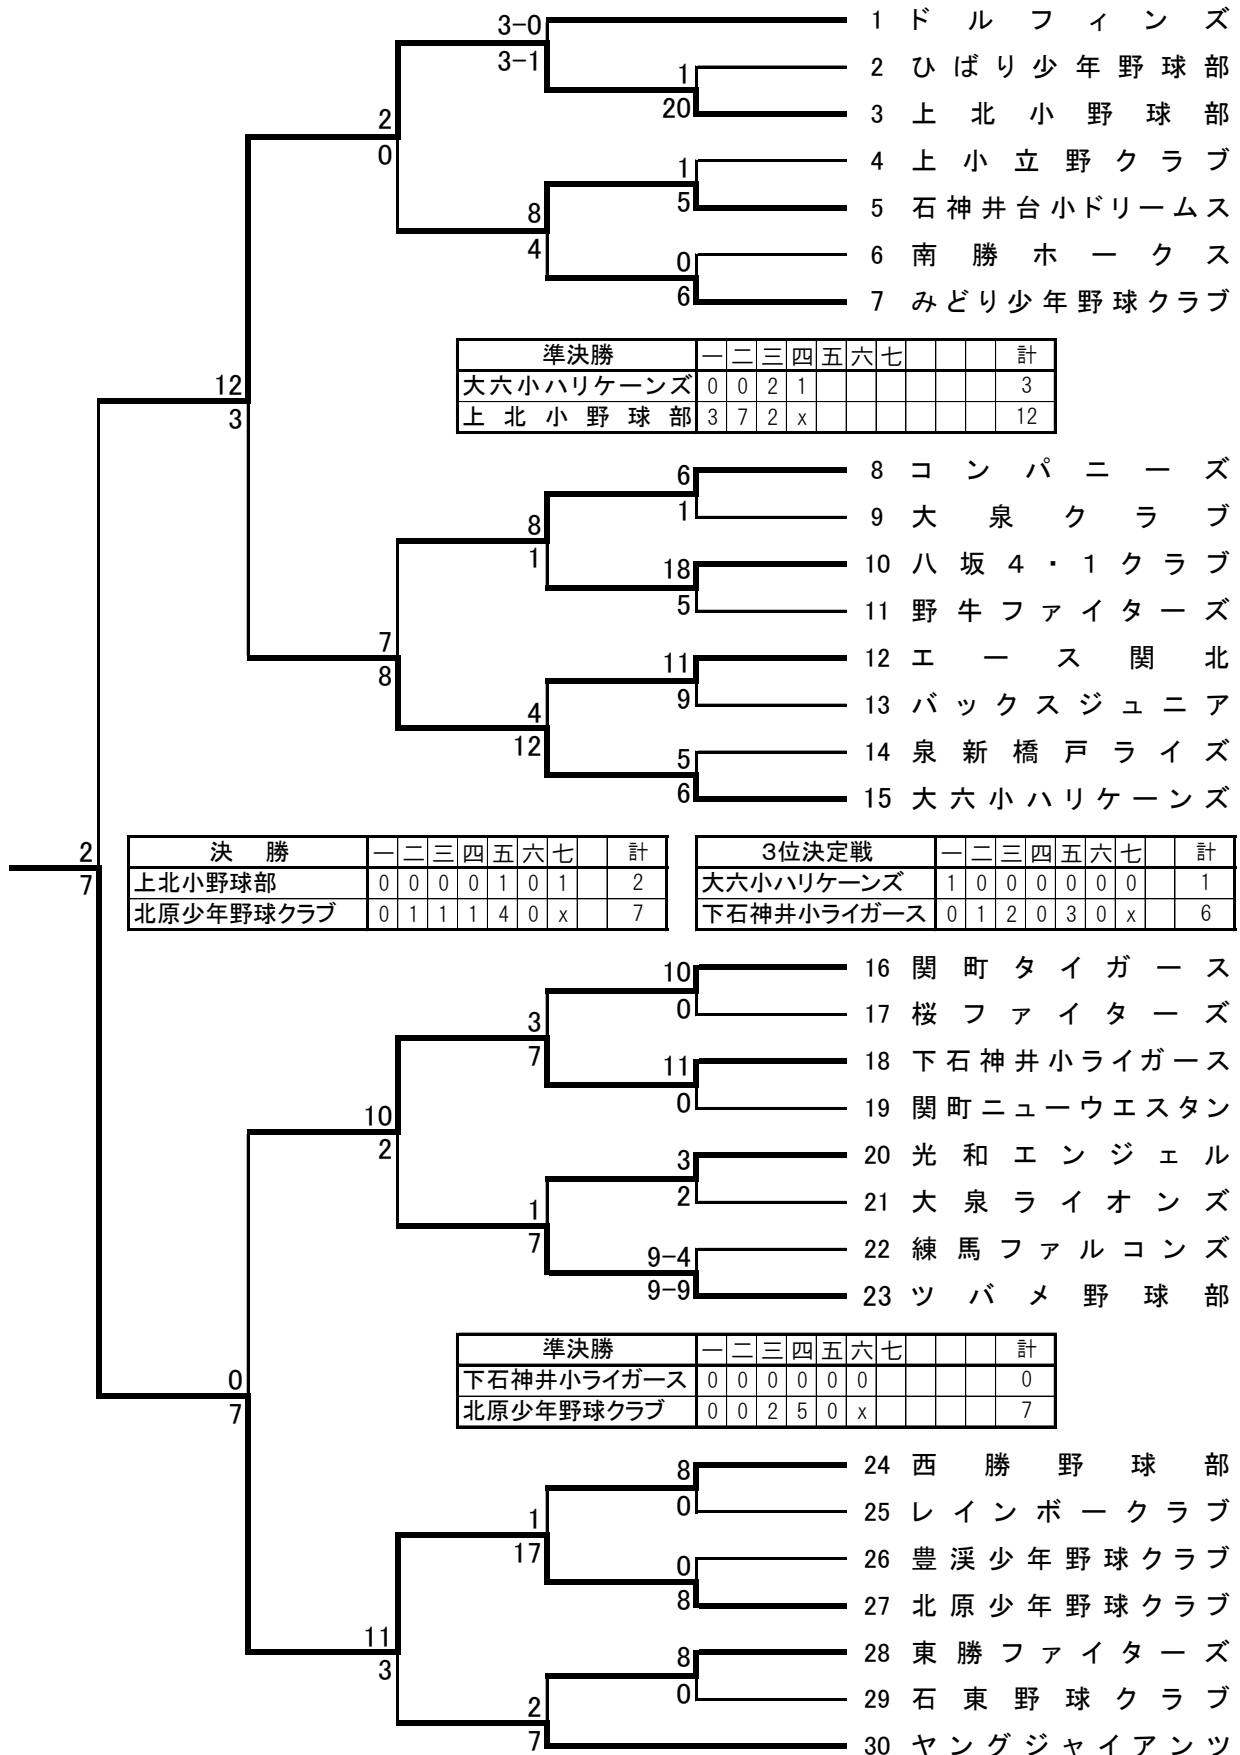 3-0
1 ドルフィンズ
3-1
1
2 ひばり少年野球部
20
3 上北小野球部
2
0
1
4 上小立野クラブ
5
5 石神井台小ドリームス
8
4
0
6 南勝ホークス
6
7 みどり少年野球クラブ
準決勝 一 二 三 四 五 六 七 計
大六小ハリケーンズ 0 0 2 1 3
上北小野球部 3 7 2 x 12
12
3
6
8 コンパニーズ
1
9 大泉クラブ
8
1
18
10 八坂4・1クラブ
5
11 野牛ファイターズ
7
8
11
12 エース関北
9
13 バックスジュニア
4
12
5
14 泉新橋戸ライズ
6
15 大六小ハリケーンズ
2
7
決勝 一 二 三 四 五 六 七 計
上北小野球部 0 0 0 0 1 0 1 2
北原少年野球クラブ 0 1 1 1 4 0 x 7
3位決定戦 一 二 三 四 五 六 七 計
大六小ハリケーンズ 1 0 0 0 0 0 0 1
下石神井小ライガース 0 1 2 0 3 0 x 6
10
16 関町タイガース
0
17 桜ファイターズ
3
7
11
18 下石神井小ライガース
0
19 関町ニューウエスタン
10
2
3
20 光和エンジェル
2
21 大泉ライオンズ
1
7
9-4
22 練馬ファルコンズ
9-9
23 ツバメ野球部
準決勝 一 二 三 四 五 六 七 計
下石神井小ライガース 0 0 0 0 0 0 0
北原少年野球クラブ 0 0 2 5 0 x 7
0
7
8
24 西勝野球部
0
25 レインボークラブ
1
17
0
26 豊渓少年野球クラブ
8
27 北原少年野球クラブ
11
3
8
28 東勝ファイターズ
0
29 石東野球クラブ
2
7
30 ヤングジャイアンツ